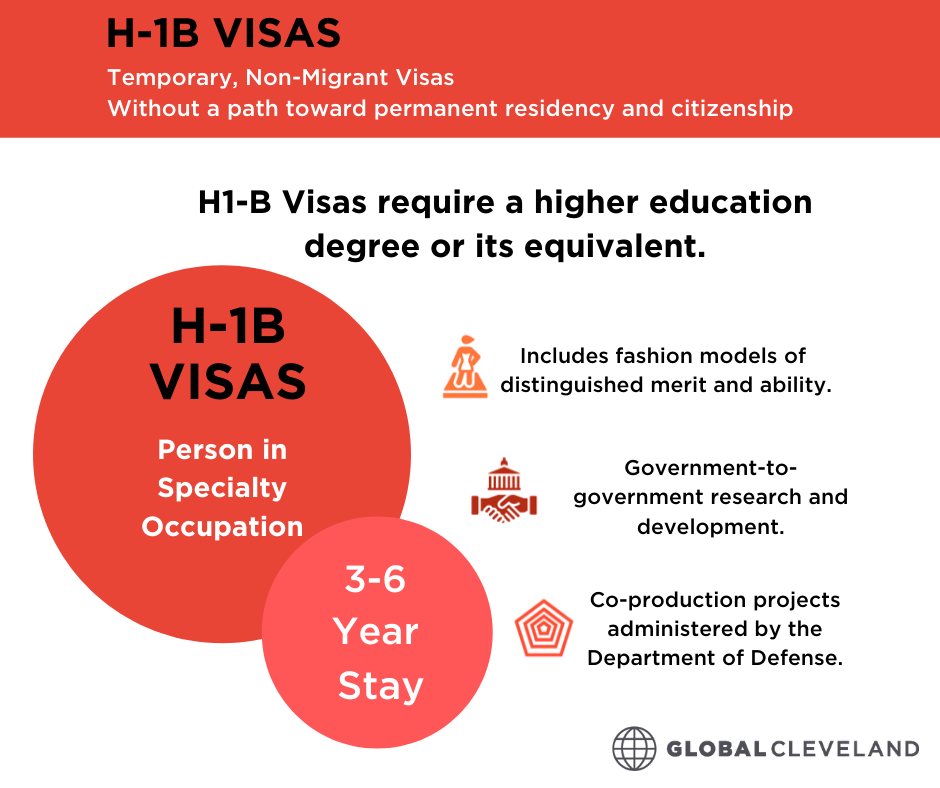 H-1B VISAS
Temporary, Non-Migrant Visas
Without a path toward permanent residency and citizenship
H1-B Visas require a higher education
degree or its equivalent.
H-1B
VISAS
Person in
Specialty
Occupation
3-6
Year
Stay
Includes fashion models of
distinguished merit and ability.
Government-to-
government research and
development.
Co-production projects
administered by the
Department of Defense.
GLOBALCLEVELAND